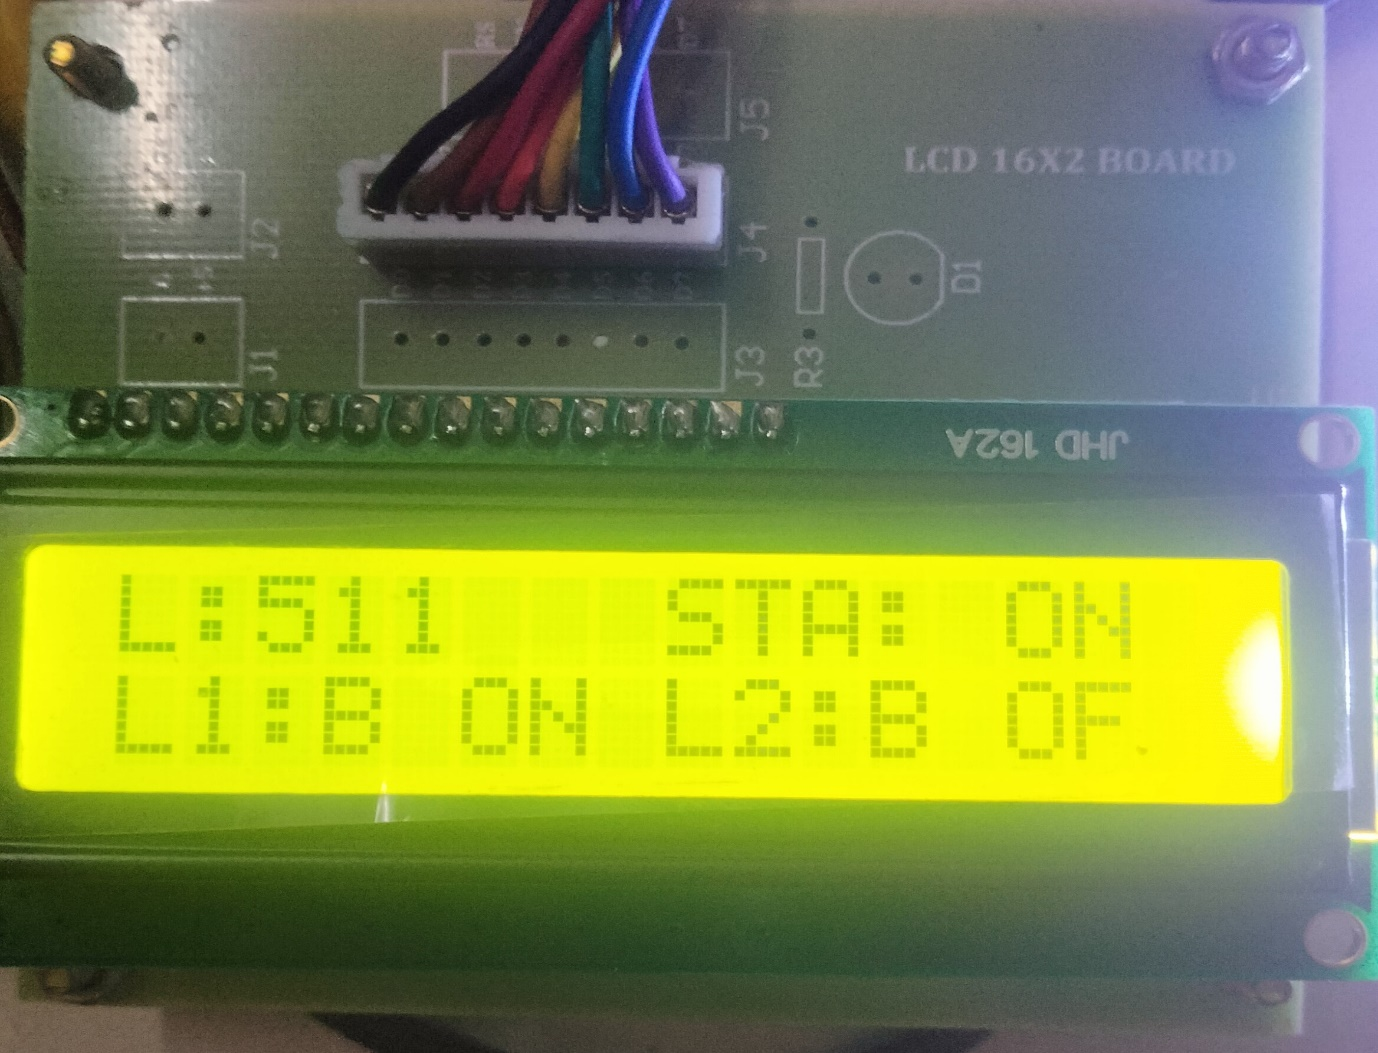 LCD 16X2 BOARD
J5
J4
J2
D1
J1
J3
R3
JHD 162A
L:511 STA: ON
L1:B ON L2:B OF